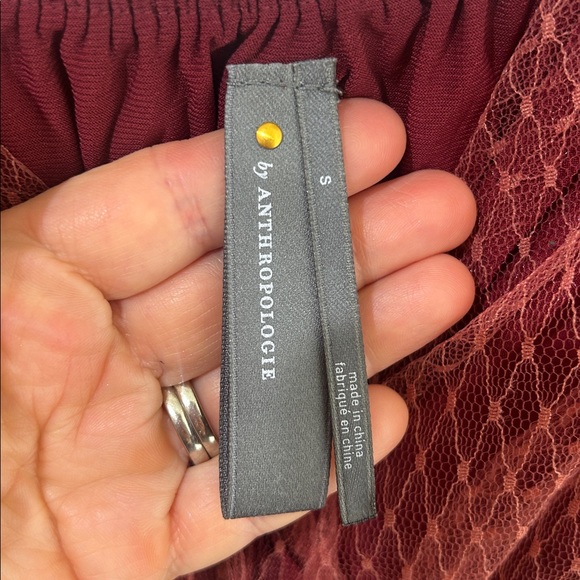 by ANTHROPOLOGIE
S
made in china
fabriqué en chine